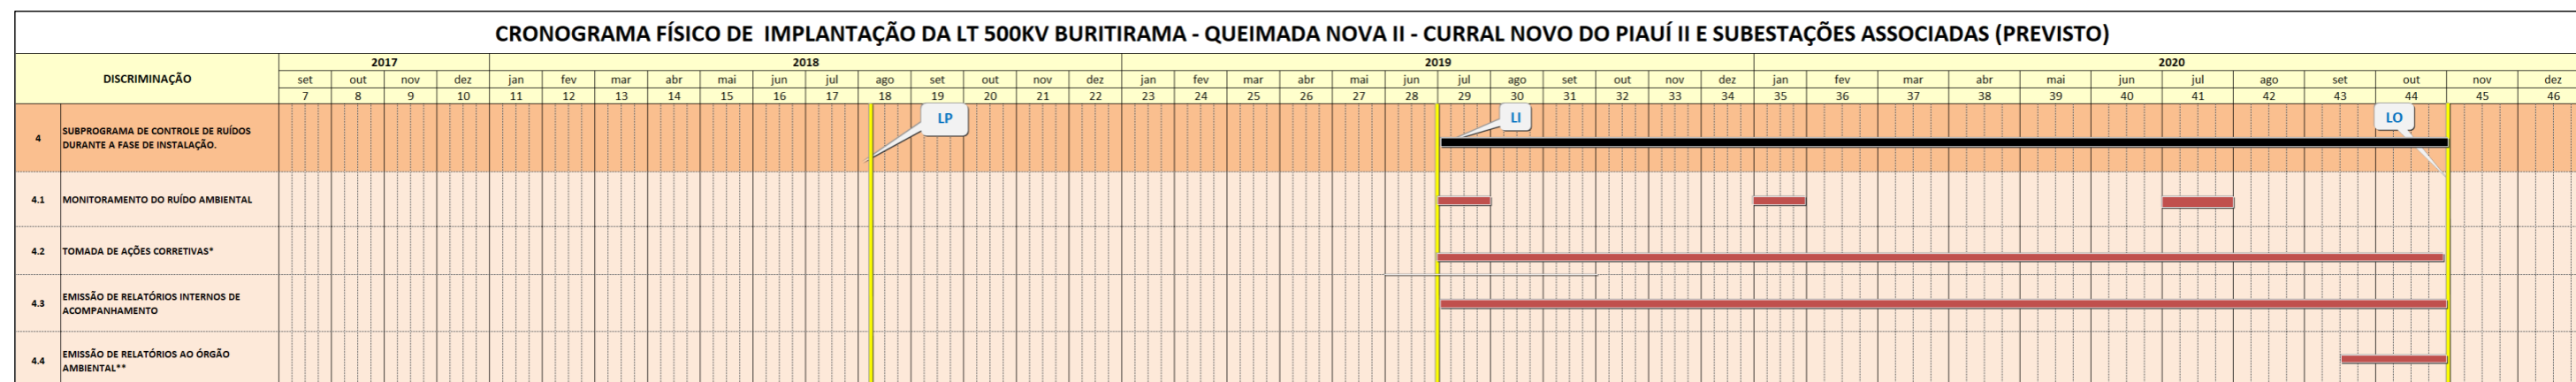 CRONOGRAMA FÍSICO DE IMPLANTAÇÃO DA LT 500KV BURITIRAMA - QUEIMADA NOVA II - CURRAL NOVO DO PIAUÍ II E SUBESTAÇÕES ASSOCIADAS (PREVISTO)
DISCRIMINAÇÃO
2017 2018 2019 2020
set out nov dez jan fev mar abr mai jun jul ago set out nov dez jan fev mar abr mai jun jul ago set out nov dez jan fev mar abr mai jun jul ago set out nov dez
7 8 9 10 11 12 13 14 15 16 17 18 19 20 21 22 23 24 25 26 27 28 29 30 31 32 33 34 35 36 37 38 39 40 41 42 43 44 45 46
LP LI LO
4 SUBPROGRAMA DE CONTROLE DE RUÍDOS
DURANTE A FASE DE INSTALAÇÃO.
4.1 MONITORAMENTO DO RUÍDO AMBIENTAL
4.2 TOMADA DE AÇÕES CORRETIVAS*
4.3 EMISSÃO DE RELATÓRIOS INTERNOS DE
ACOMPANHAMENTO
4.4 EMISSÃO DE RELATÓRIOS AO ÓRGÃO
AMBIENTAL**